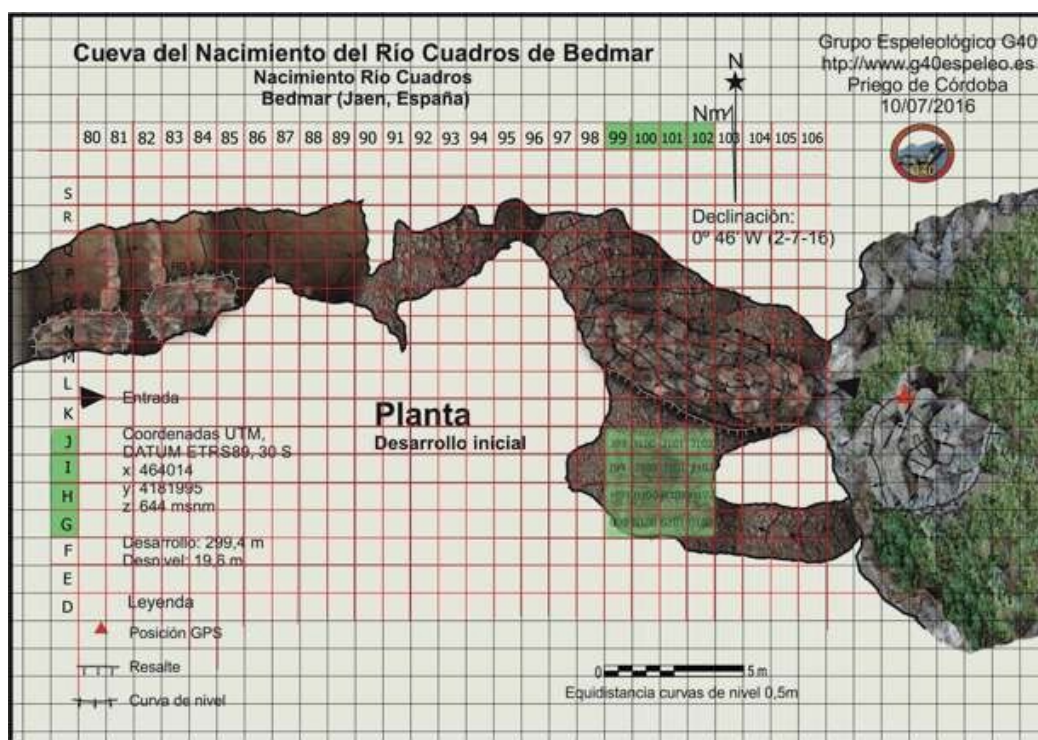 Cueva del Nacimiento del Río Cuadros de Bedmar
Nacimiento Río Cuadros
Bedmar (Jaen, España)
Grupo Espeleológico G40
htp://www.g40espeleo.es
Priego de Córdoba
10/07/2016
G40
N
Nm
80 81 82 83 84 85 86 87 88 89 90 91 92 93 94 95 96 97 98 99 100 101 102 103 104 105 106
Declinación:
0º 46' W (2-7-16)
S
R
Q
P
O
N
M
L
K
J
I
H
G
F
E
D
Entrada
Coordenadas UTM,
DATUM ETRS89, 30 S
x: 464014
y: 4181995
z: 644 msnm
Desarrollo: 299,4 m
Desnivel: 19,6 m
Planta
Desarrollo inicial
Leyenda
Posición GPS
Resalte
Curva de nivel
0 5 m
Equidistancia curvas de nivel 0,5m